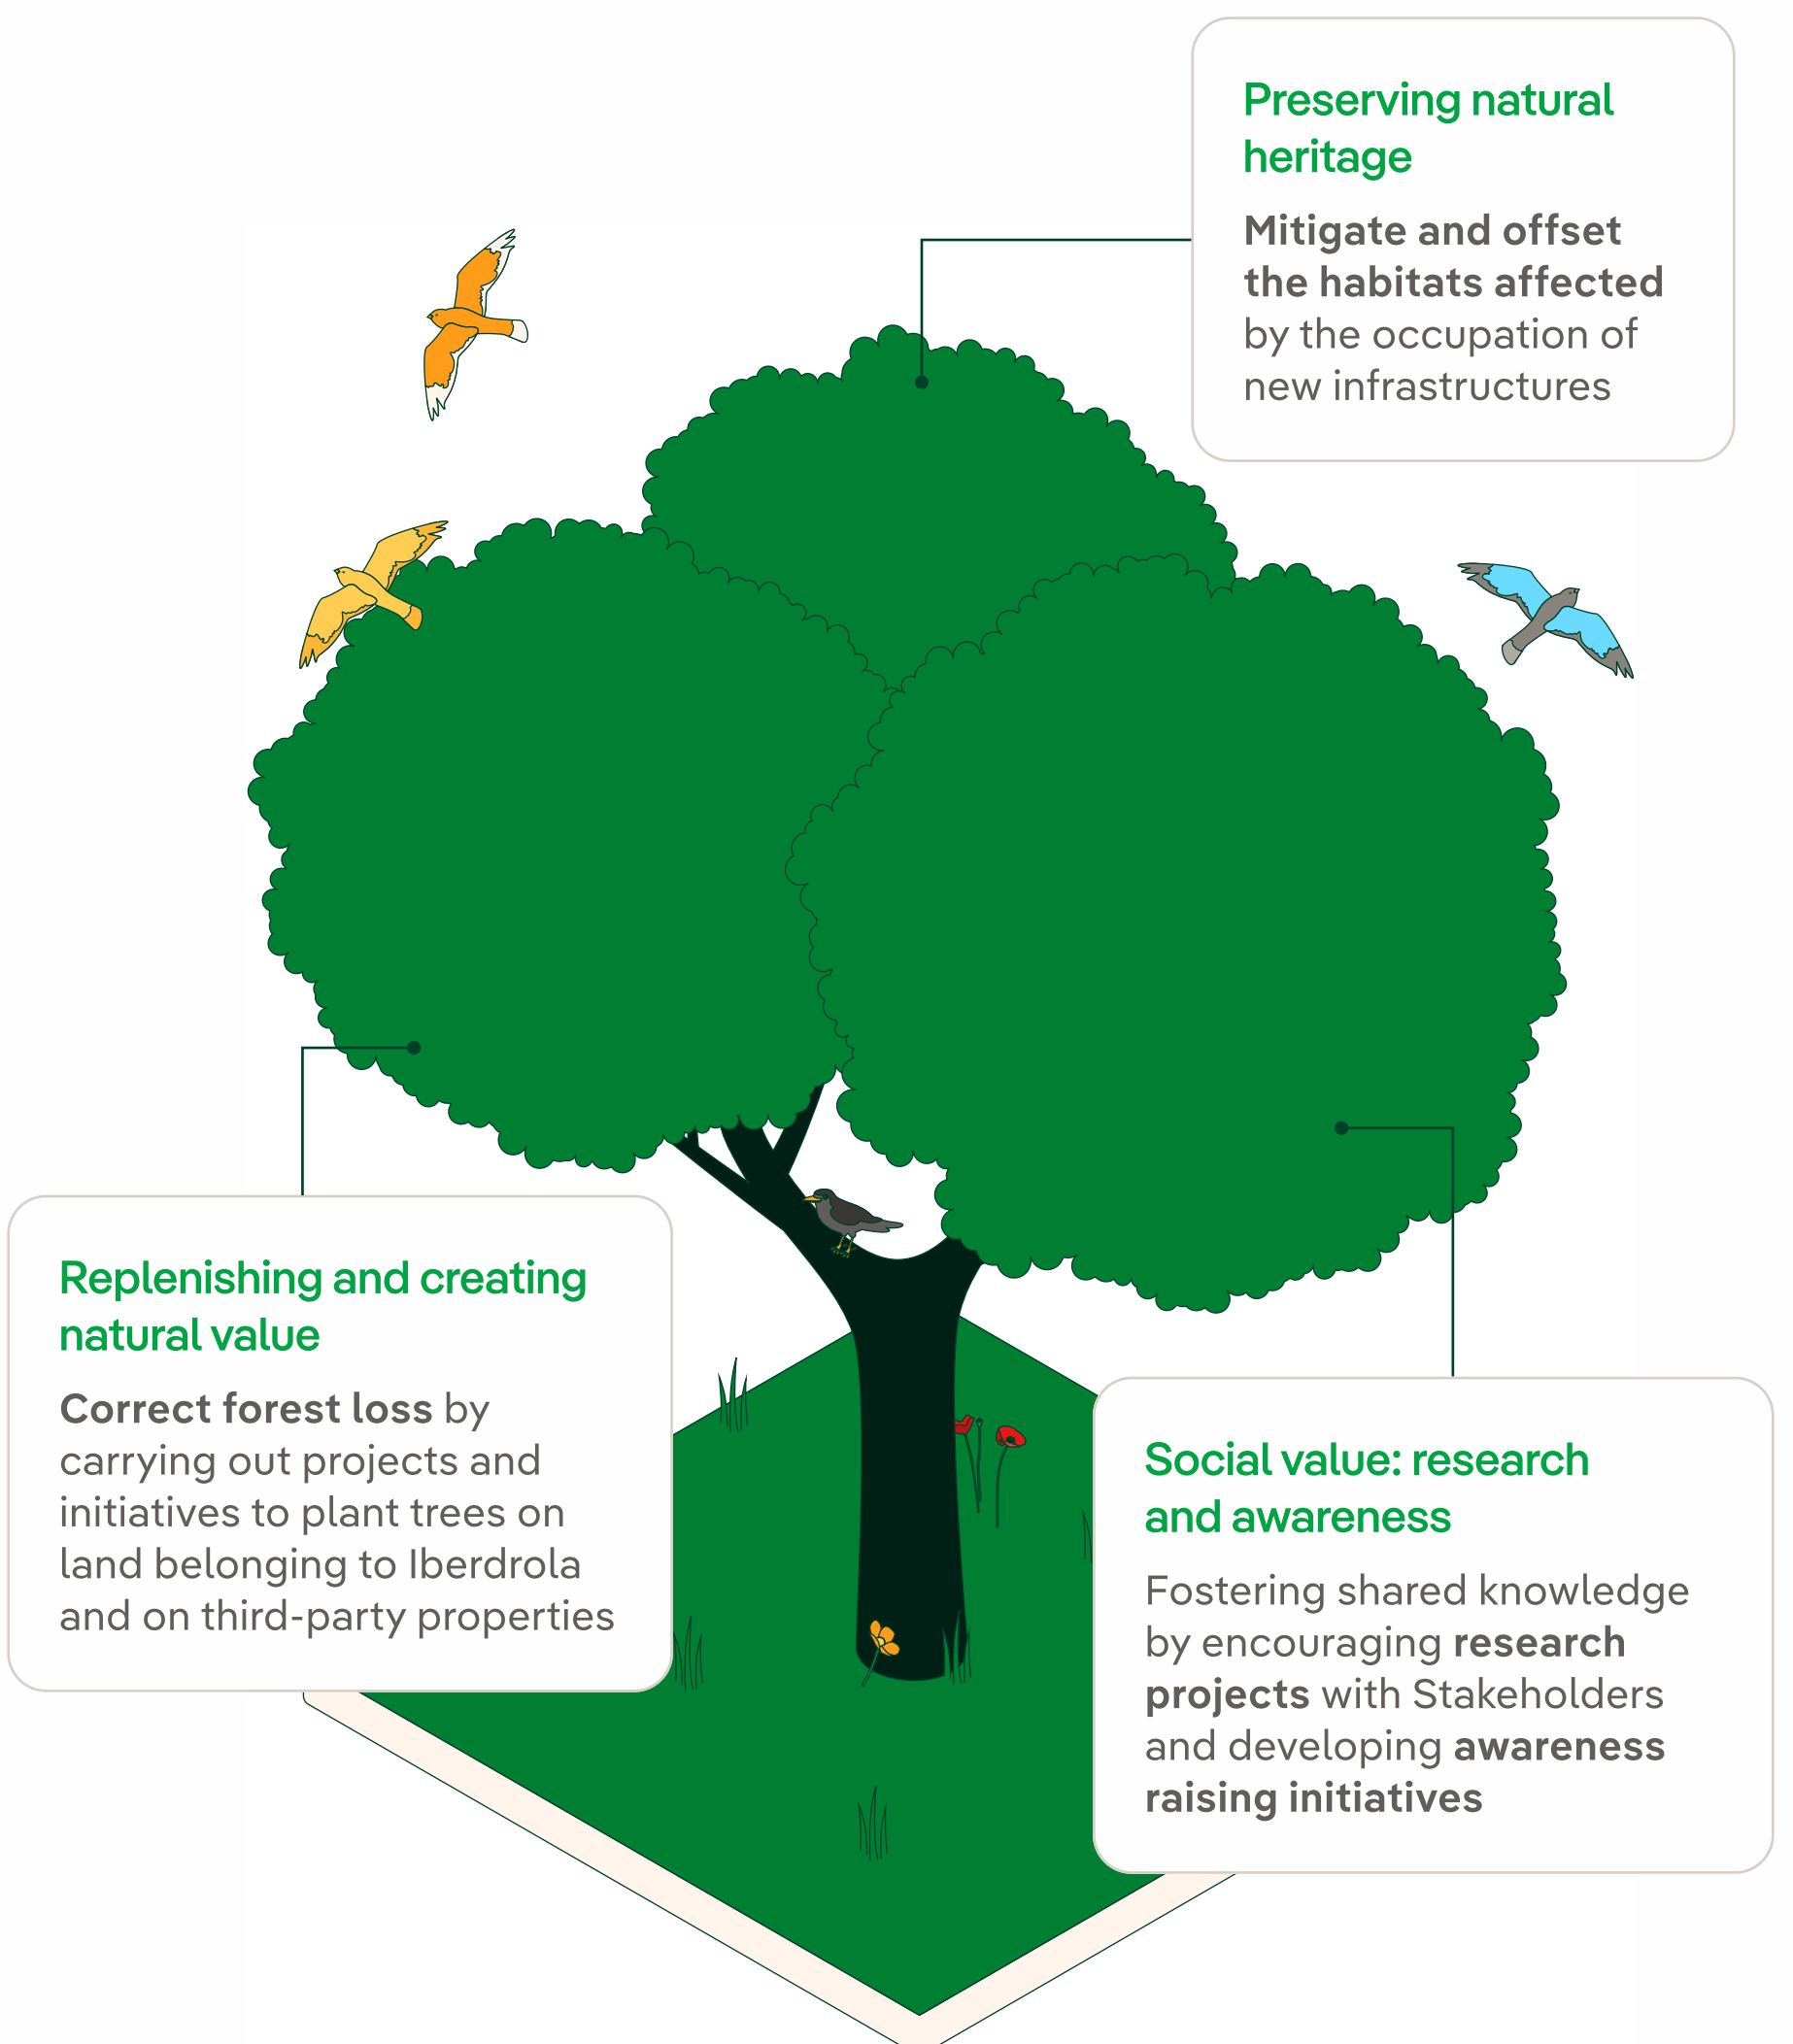 Preserving natural
heritage
Mitigate and offset
the habitats affected
by the occupation of
new infrastructures
Replenishing and creating
natural value
Correct forest loss by
carrying out projects and
initiatives to plant trees on
land belonging to Iberdrola
and on third-party properties
Social value: research
and awareness
Fostering shared knowledge
by encouraging research
projects with Stakeholders
and developing awareness
raising initiatives